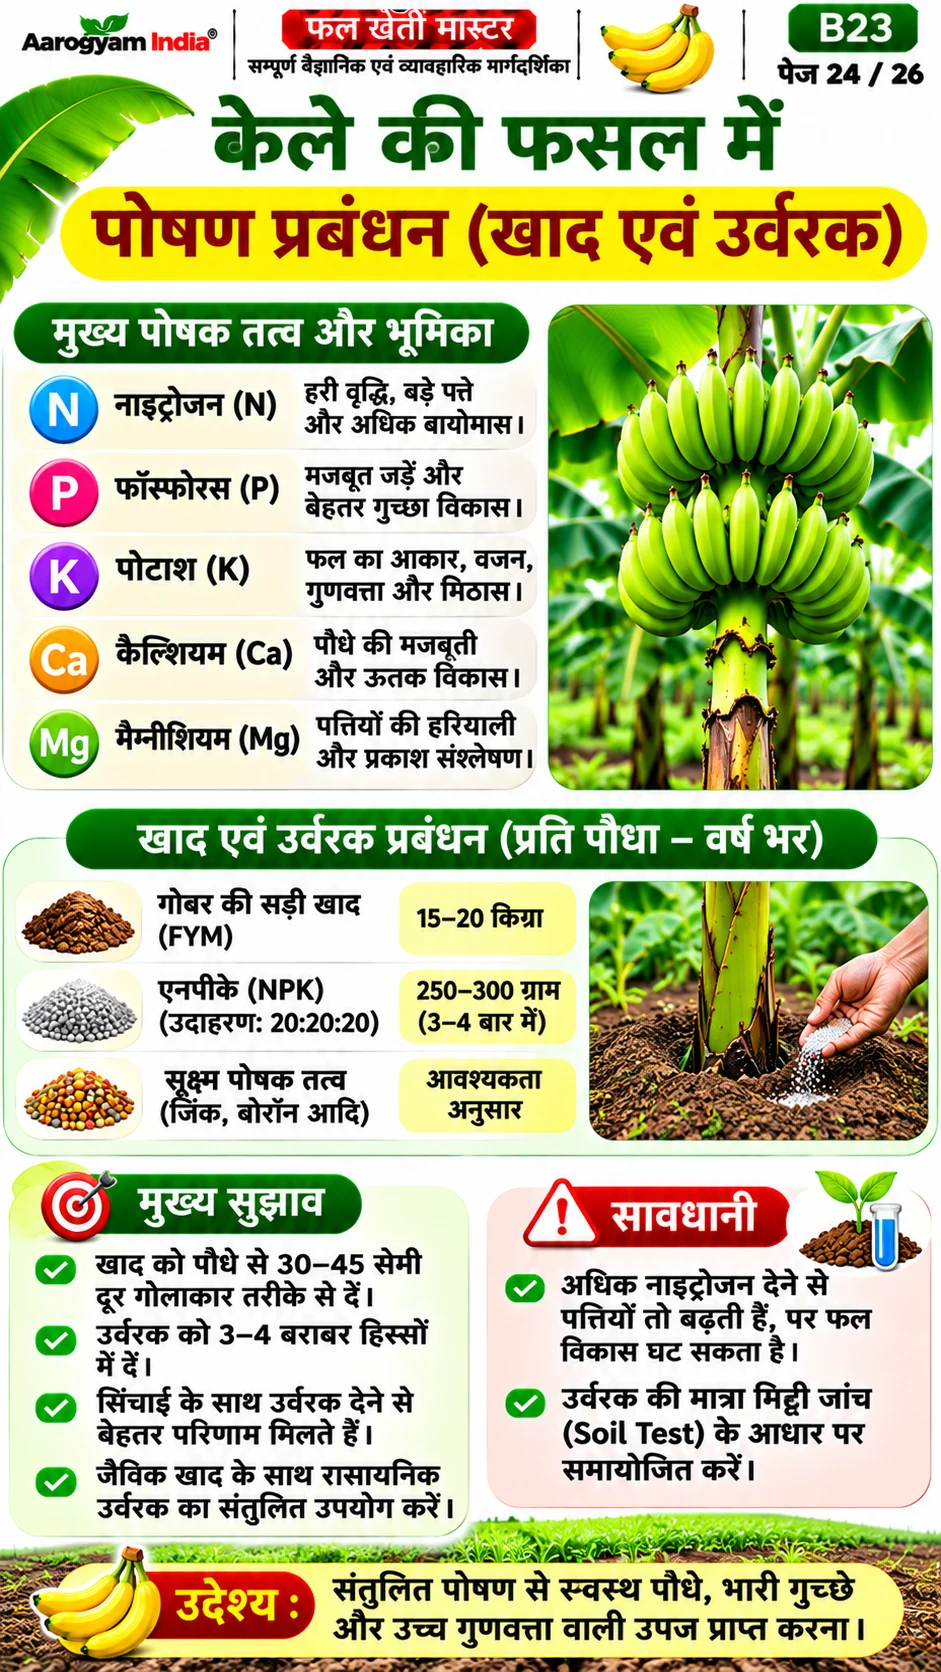 Aarogyam India®
फल खेती मास्टर
सम्पूर्ण बैज्ञानिक एवं व्यावहारिक मार्गदर्शिका
B23
पेज 24 / 26
केले की फसल में
पोषण प्रबंधन (खाद एवं उर्वरक)
मुख्य पोषक तत्व और भूमिका
N
नाइट्रोजन (N)
हरी वृद्धि, बड़े पत्ते
और अधिक बायोमास।
P
फॉस्फोरस (P)
मजबूत जड़ें और
बेहतर गुच्छा विकास।
K
पोटाश (K)
फल का आकार, वजन,
गुणवत्ता और मिठास।
Ca
कैल्शियम (Ca)
पौधे की मजबूती
और ऊतक विकास।
Mg
मैग्नीशियम (Mg)
पत्तियों की हरियाली
और प्रकाश संश्लेषण।
खाद एवं उर्वरक प्रबंधन (प्रति पौधा – वर्ष भर)
गोबर की सड़ी खाद
(FYM)
15–20 किग्रा
एनपीके (NPK)
(उदाहरण: 20:20:20)
250–300 ग्राम
(3–4 बार में)
सूक्ष्म पोषक तत्व
(जिंक, बोरॉन आदि)
आवश्यकता
अनुसार
मुख्य सुझाव
खाद को पौधे से 30–45 सेमी
दूर गोलाकार तरीके से दें।
उर्वरक को 3–4 बराबर हिस्सों
में दें।
सिंचाई के साथ उर्वरक देने से
बेहतर परिणाम मिलते हैं।
जैविक खाद के साथ रासायनिक
उर्वरक का संतुलित उपयोग करें।
सावधानी
अधिक नाइट्रोजन देने से
पत्तियों तो बढ़ती हैं, पर फल
विकास घट सकता है।
उर्वरक की मात्रा मिट्टी जांच
(Soil Test) के आधार पर
समायोजित करें।
उदेश्य :
संतुलित पोषण से स्वस्थ पौधे, भारी गुच्छे
और उच्च गुणवत्ता वाली उपज प्राप्त करना।